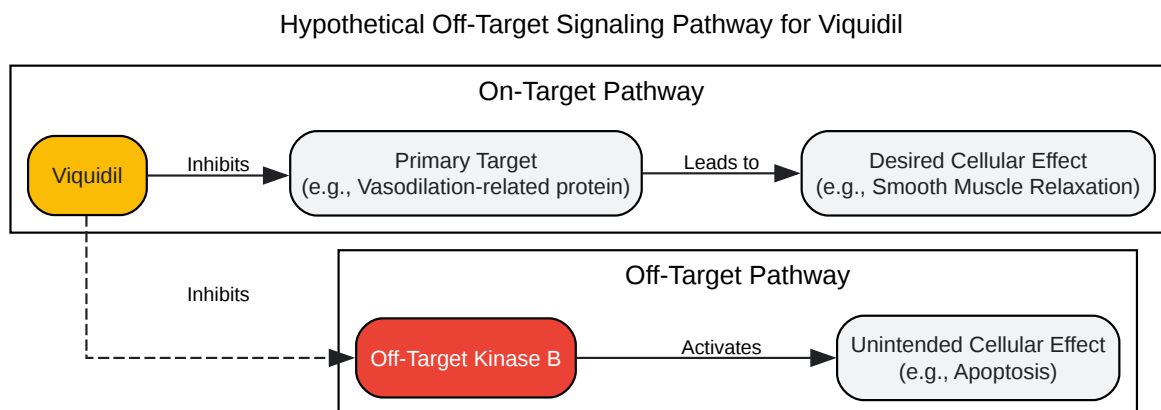 Hypothetical Off-Target Signaling Pathway for Viquidil
On-Target Pathway
Viquidil
Inhibits
Primary Target
(e.g., Vasodilation-related protein)
Leads to
Desired Cellular Effect
(e.g., Smooth Muscle Relaxation)
Off-Target Pathway
Inhibits
Off-Target Kinase B
Activates
Unintended Cellular Effect
(e.g., Apoptosis)